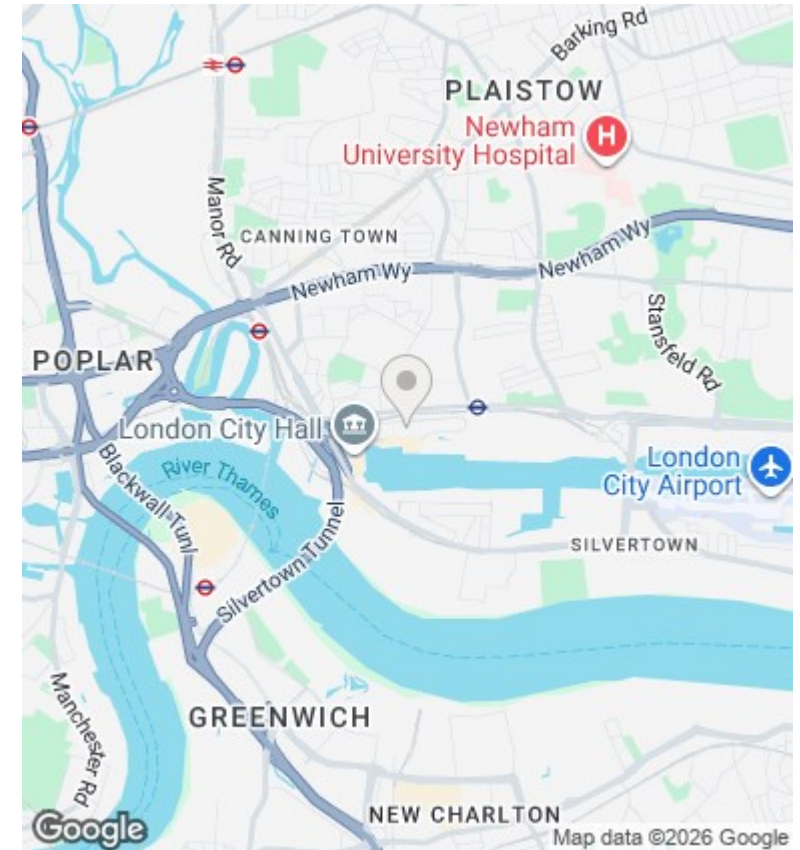 Barking Rd
PLAISTOW
Newham
University Hospital
H
Manor Rd
CANNING TOWN
Newham Wy
Newham Wy
Stansfeld Rd
POPLAR
London City Hall
London
City Airport
Blackwall Tunl
River Thames
Silvertown Tunnel
SILVERTOWN
Manchester Rd
GREENWICH
NEW CHARLTON
Google
Map data ©2026 Google